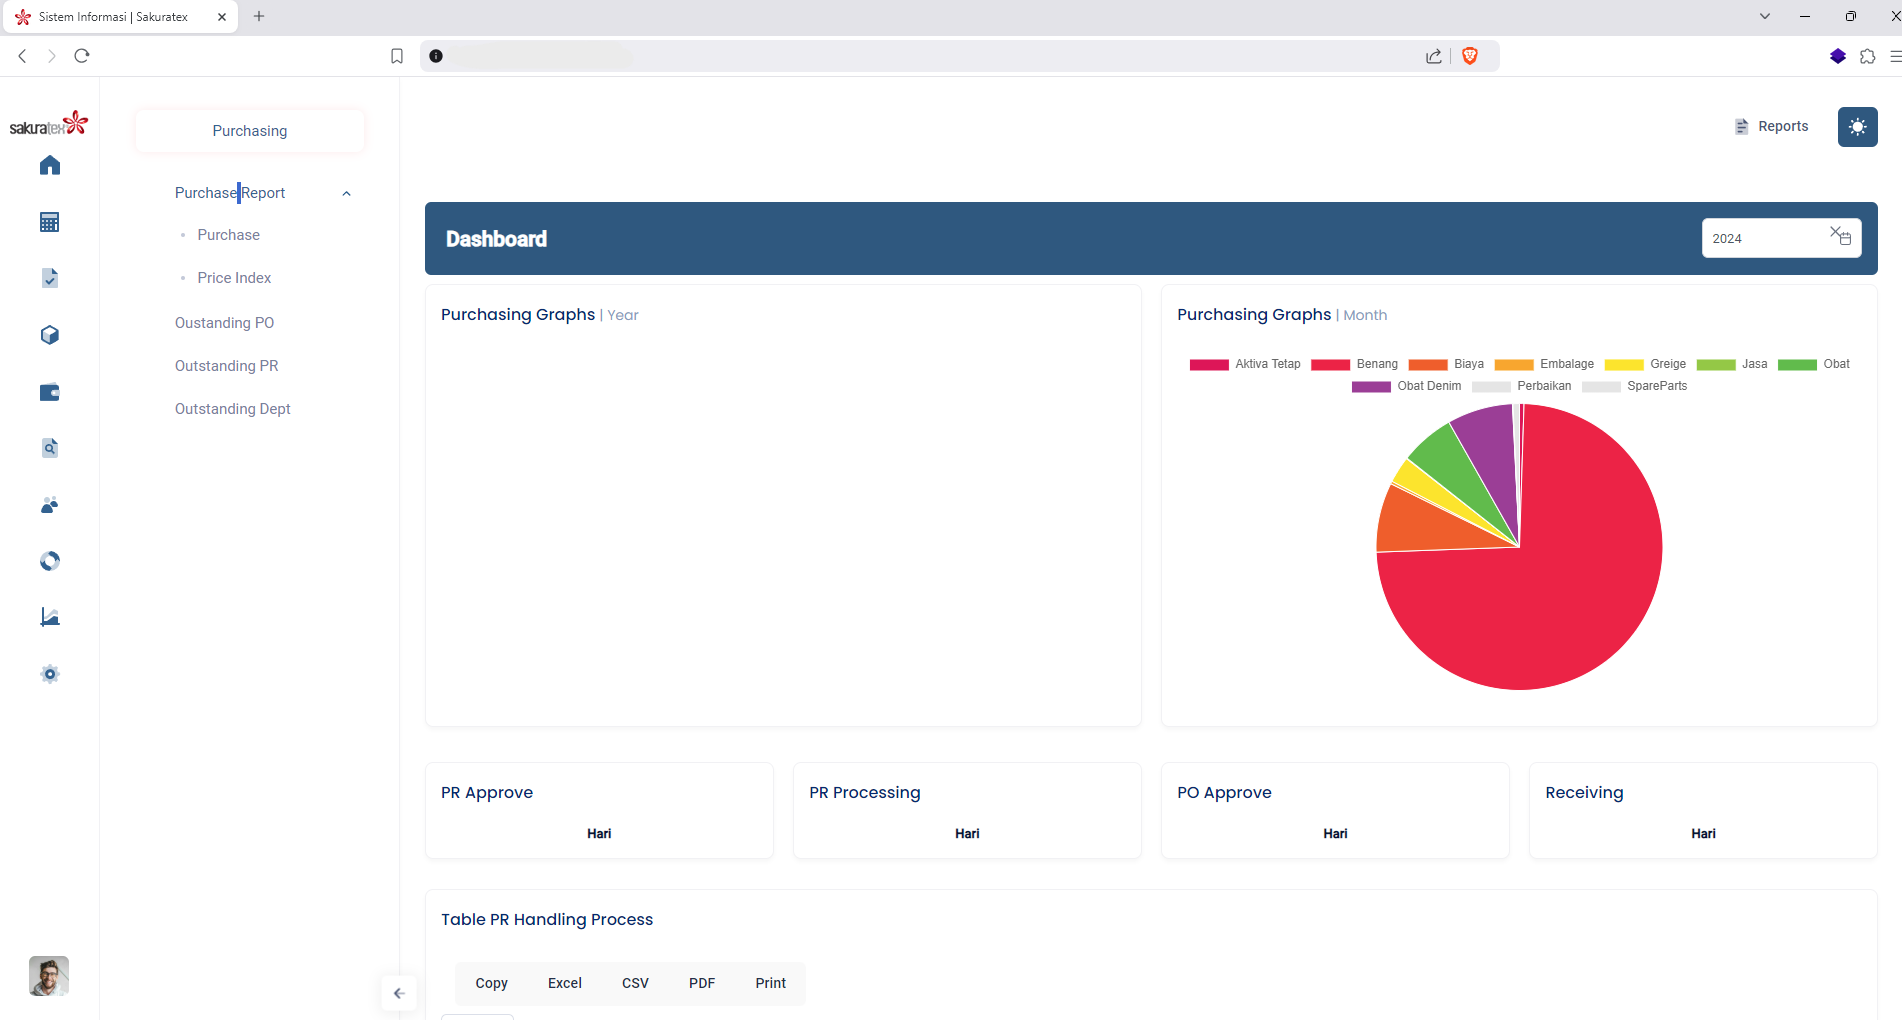 Sistem Informasi | Sakuratex
sakuratex
Purchasing
Reports
Purchase Report
Purchase
Price Index
Oustanding PO
Outstanding PR
Outstanding Dept
Dashboard
2024
Purchasing Graphs | Year
Purchasing Graphs | Month
Aktiva Tetap Benang Biaya Embalage Greige Jasa Obat
Obat Denim Perbaikan SpareParts
PR Approve
Hari
PR Processing
Hari
PO Approve
Hari
Receiving
Hari
Table PR Handling Process
Copy Excel CSV PDF Print